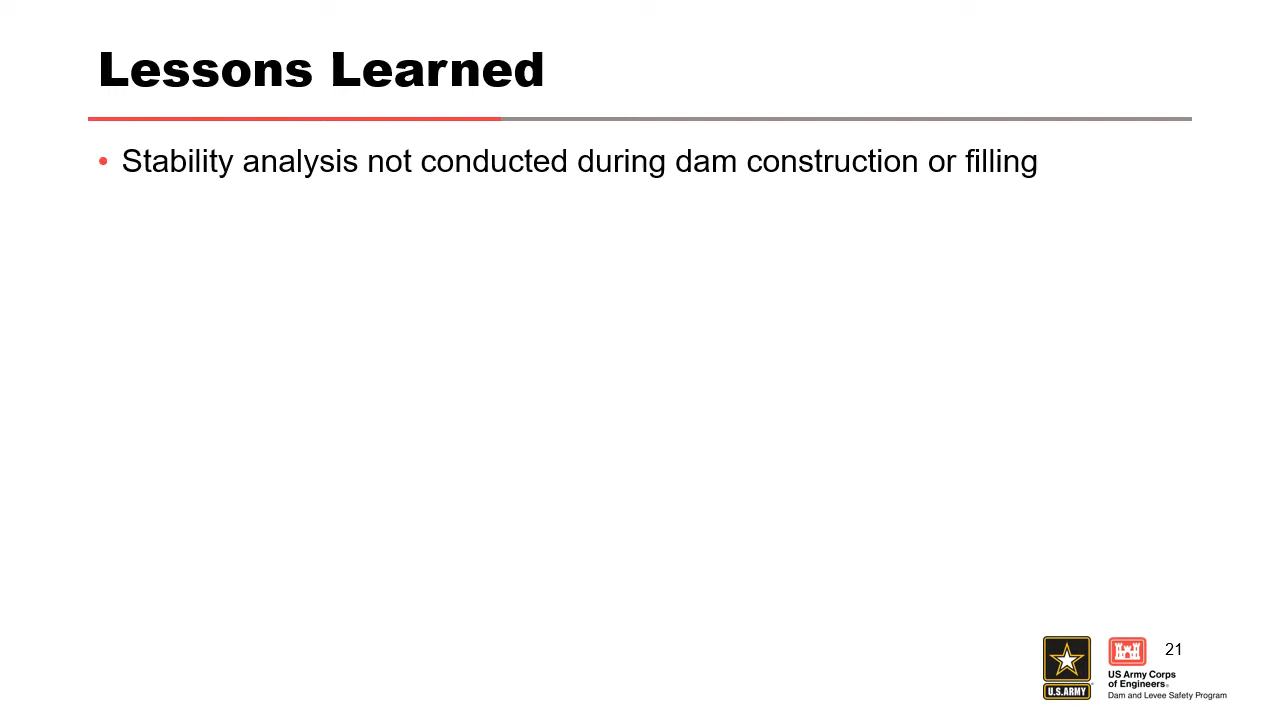 Lessons Learned
• Stability analysis not conducted during dam construction or filling
21
U.S.ARMY
US Army Corps
of Engineers®
Dam and Levee Safety Program